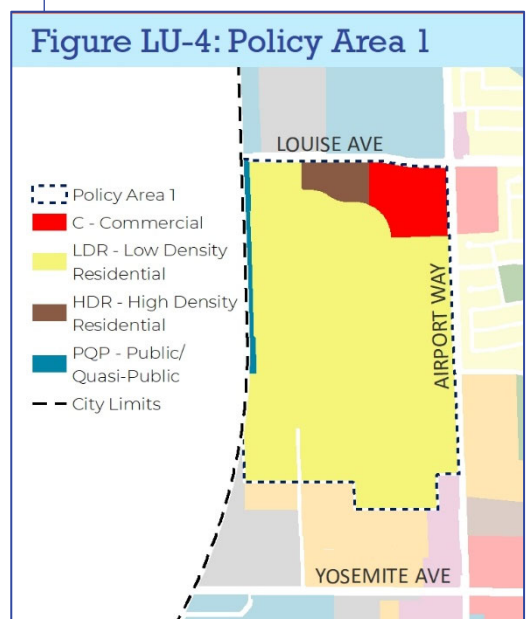 Figure LU-4: Policy Area 1
LOUISE AVE
Policy Area 1
C - Commercial
LDR - Low Density
Residential
HDR - High Density
Residential
PQP - Public/
Quasi-Public
City Limits
AIRPORT WAY
YOSEMITE AVE